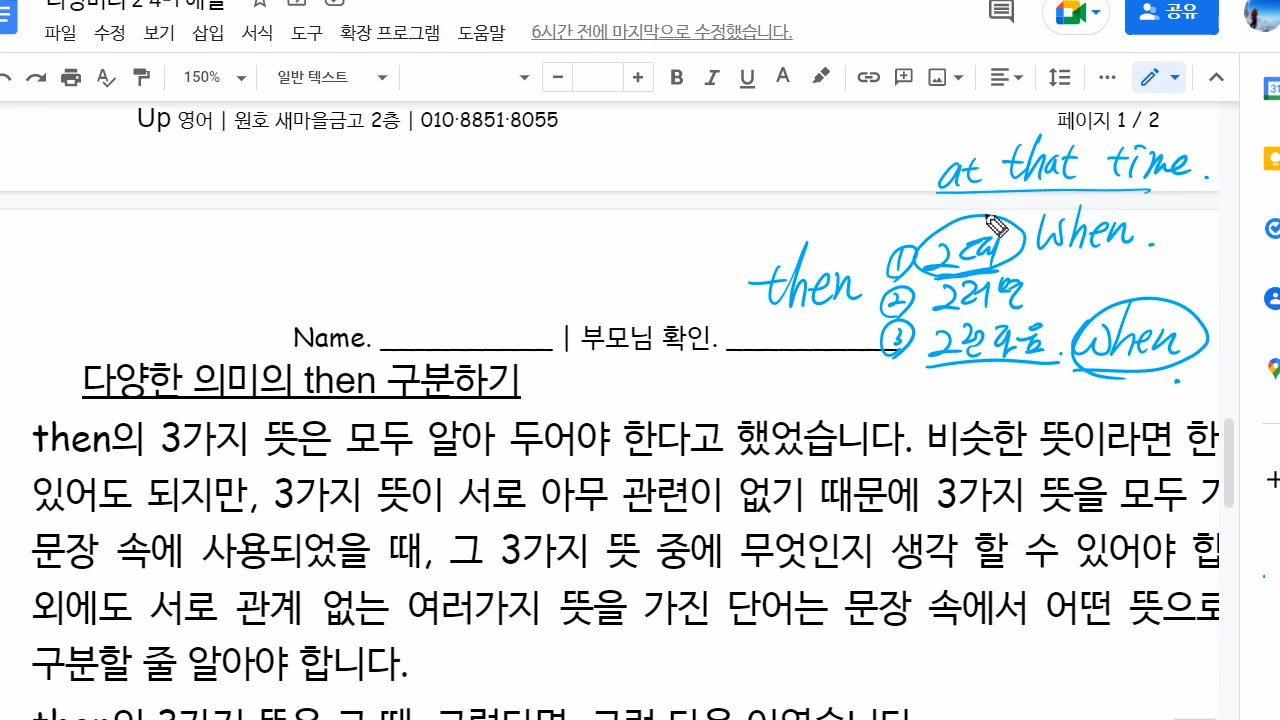 파일 수정 보기 삽입 서식 도구 확장 프로그램 도움말 6시간 전에 마지막으로 수정했습니다.
공유
150% 일반 텍스트
Up 영어 | 원호 새마을금고 2층 | 010·8851·8055 페이지 1 / 2
at that time.
then ① 그때 when.
② 그러면
③ 그런 다음. when.
Name. ____________ | 부모님 확인. ____________
다양한 의미의 then 구분하기
then의 3가지 뜻은 모두 알아 두어야 한다고 했었습니다. 비슷한 뜻이라면 한
있어도 되지만, 3가지 뜻이 서로 아무 관련이 없기 때문에 3가지 뜻을 모두
문장 속에 사용되었을 때, 그 3가지 뜻 중에 무엇인지 생각 할 수 있어야 합
외에도 서로 관계 없는 여러가지 뜻을 가진 단어는 문장 속에서 어떤 뜻으로
구분할 줄 알아야 합니다.